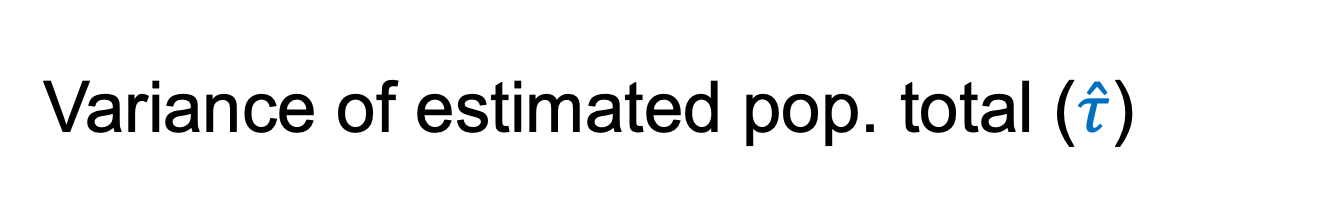 Variance of estimated pop. total (τ̂)